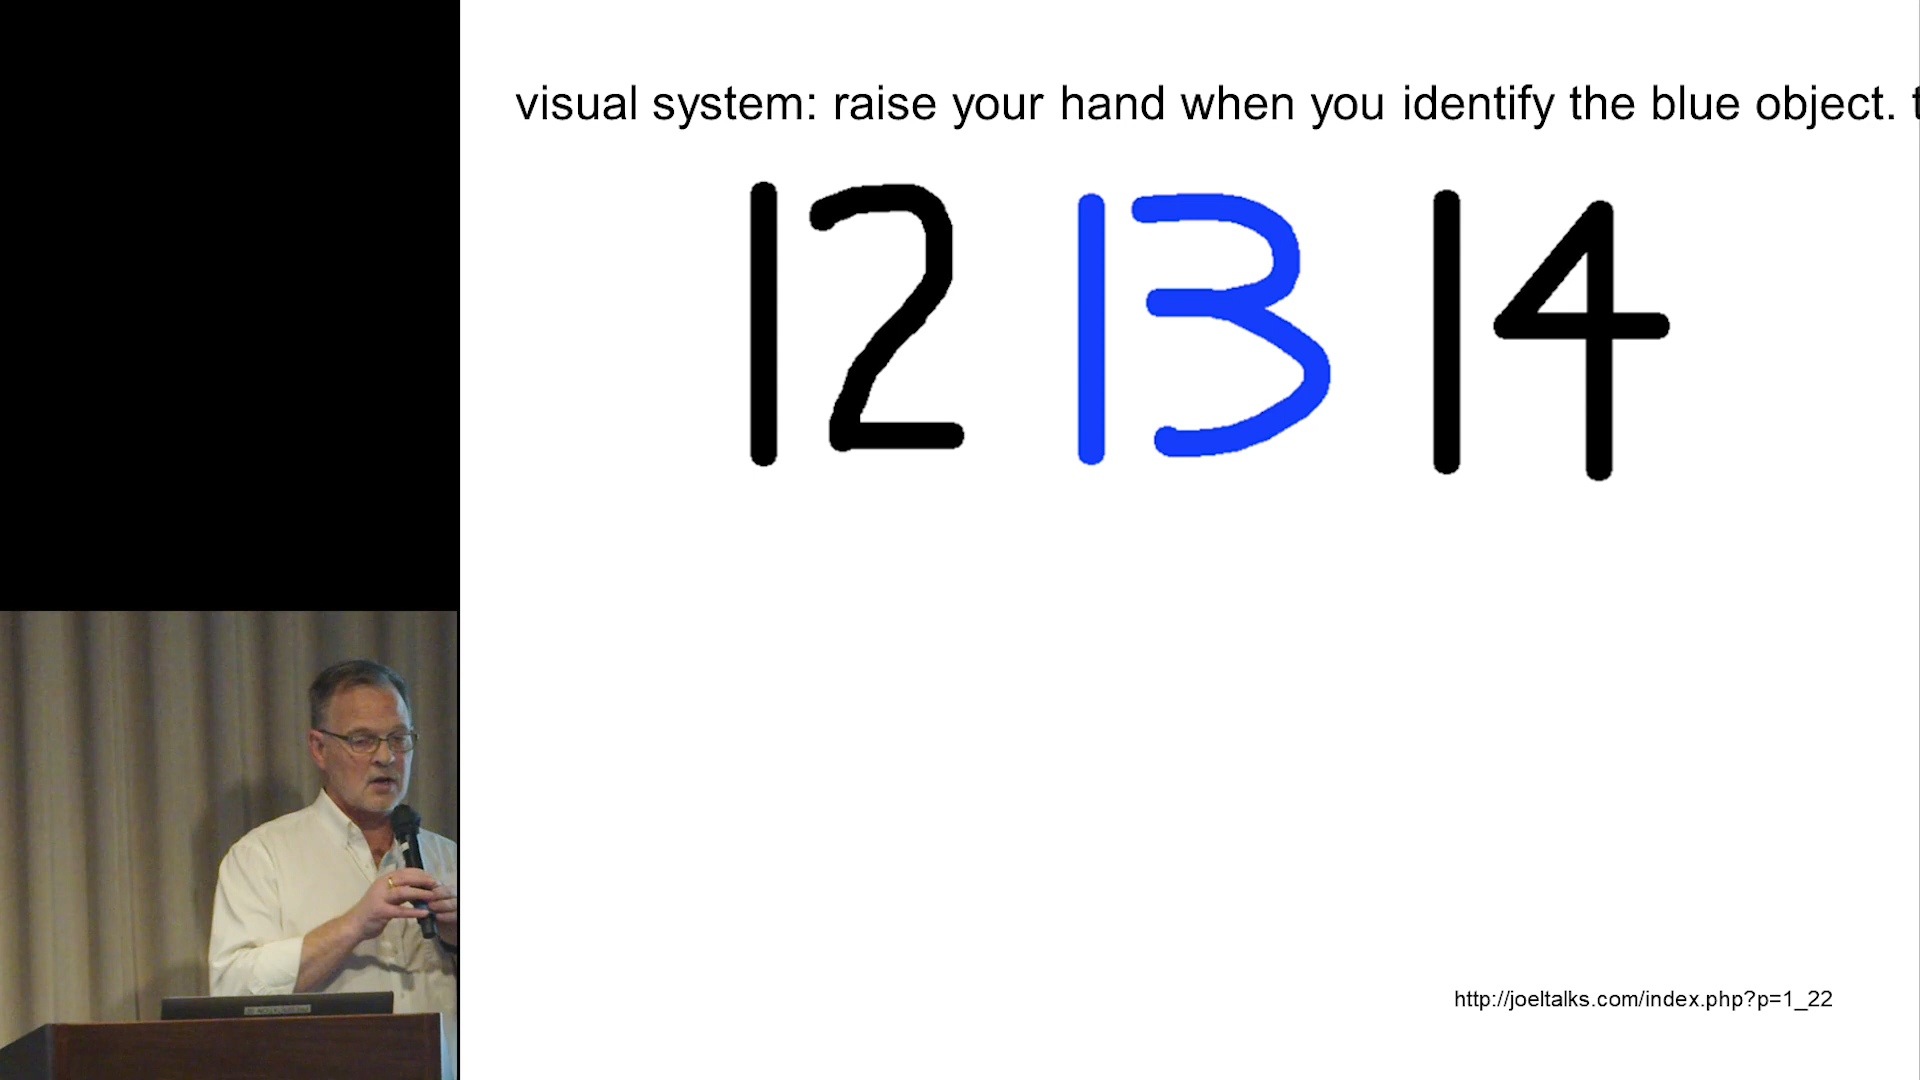 visual system: raise your hand when you identify the blue object.
12 13 14
http://joeltalks.com/index.php?p=1_22